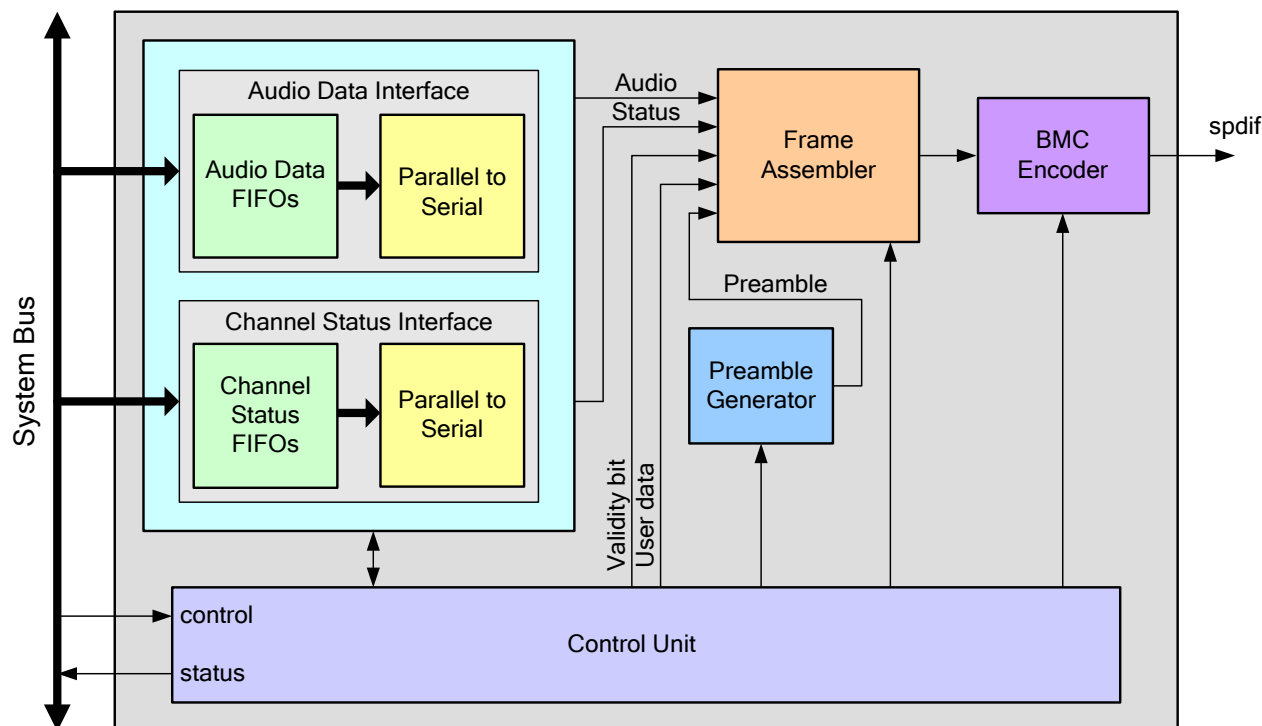 System Bus
Audio Data Interface
Audio Data
FIFOs
Parallel to
Serial
Channel Status Interface
Channel
Status
FIFOs
Parallel to
Serial
Audio
Status
Frame
Assembler
BMC
Encoder
spdif
Preamble
Preamble
Generator
Validity bit
User data
control
status
Control Unit